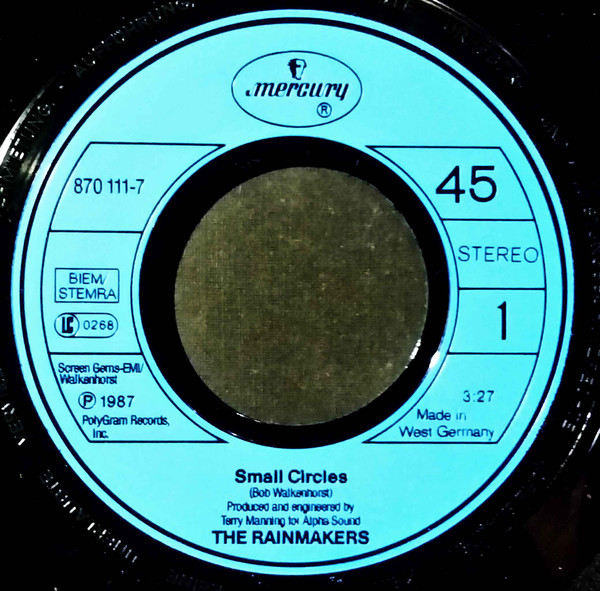 mercury
®
870 111-7
45
STEREO
BIEM/
STEMRA
LC 0268
1
Screen Gems-EMI/
Walkenhorst
Ⓟ 1987
PolyGram Records,
Inc.
3:27
Made in
West Germany
Small Circles
(Bob Walkenhorst)
Produced and engineered by
Terry Manning for Alpha Sound
THE RAINMAKERS